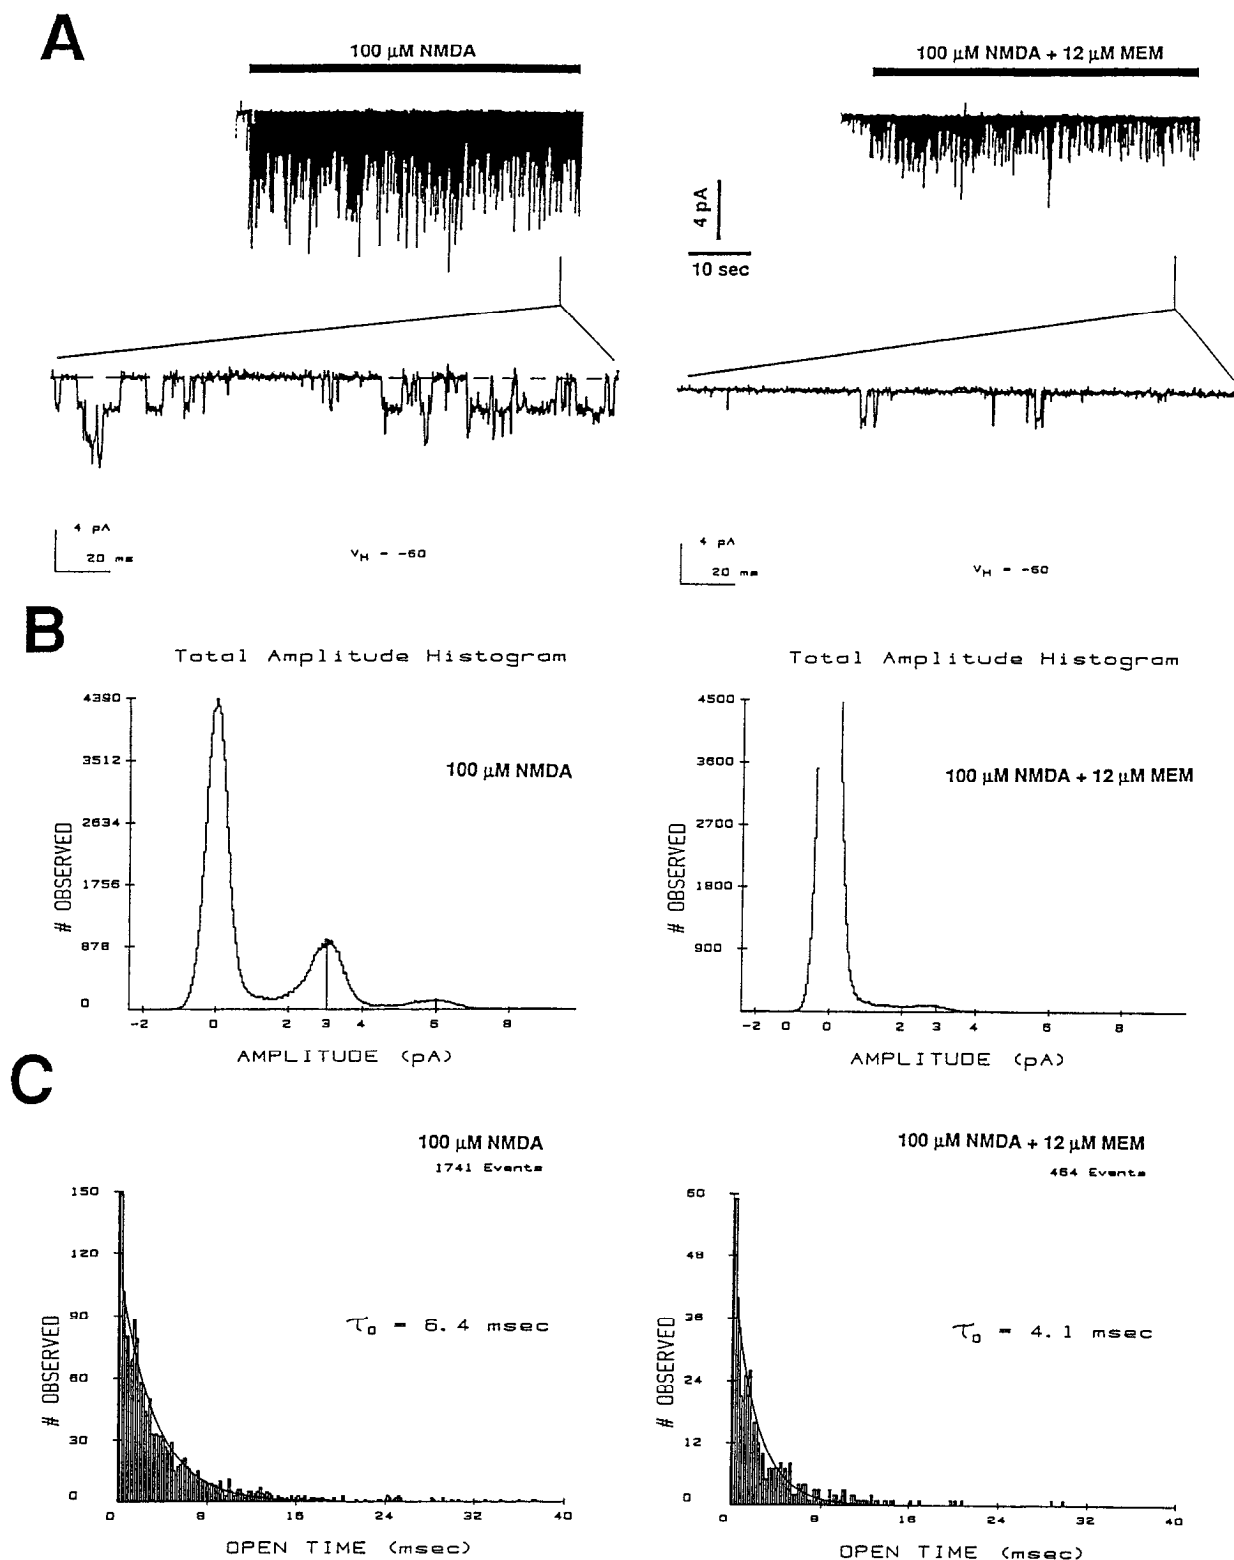 A
100 μM NMDA
100 μM NMDA + 12 μM MEM
4 pA
10 sec
4 pA
20 ms
VH = -60
4 pA
20 ms
VH = -60
B
Total Amplitude Histogram
Total Amplitude Histogram
4390
3512
2634
1756
878
0
# OBSERVED
100 μM NMDA
-2 0 2 3 4 6 8
AMPLITUDE (pA)
4500
3600
2700
1800
900
# OBSERVED
100 μM NMDA + 12 μM MEM
-2 0 0 2 3 4 6 8
AMPLITUDE (pA)
C
100 μM NMDA
1741 Events
150
120
90
60
30
0
# OBSERVED
τo = 6.4 msec
0 8 16 24 32 40
OPEN TIME (msec)
100 μM NMDA + 12 μM MEM
464 Events
60
48
36
24
12
0
# OBSERVED
τo = 4.1 msec
0 8 16 24 32 40
OPEN TIME (msec)